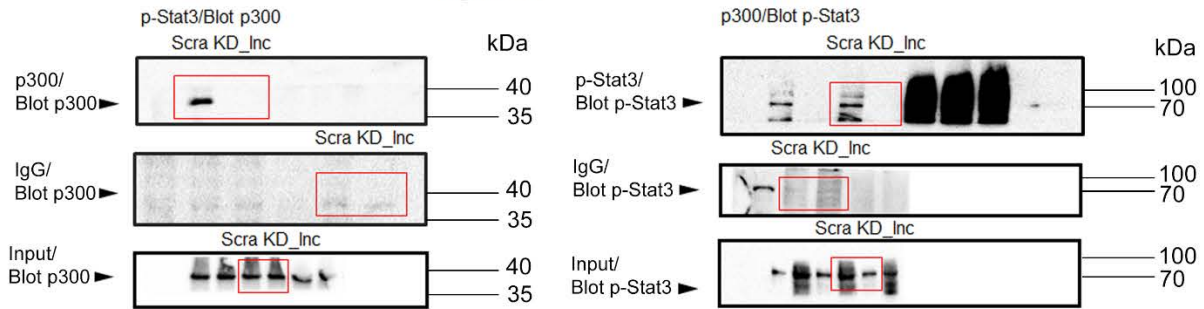 p-Stat3/Blot p300
Scra KD_lnc
kDa
p300/
Blot p300
40
35
Scra KD_lnc
IgG/
Blot p300
40
35
Scra KD_lnc
Input/
Blot p300
40
35
p300/Blot p-Stat3
Scra KD_lnc
kDa
p-Stat3/
Blot p-Stat3
100
70
Scra KD_lnc
IgG/
Blot p-Stat3
100
70
Scra KD_lnc
Input/
Blot p-Stat3
100
70